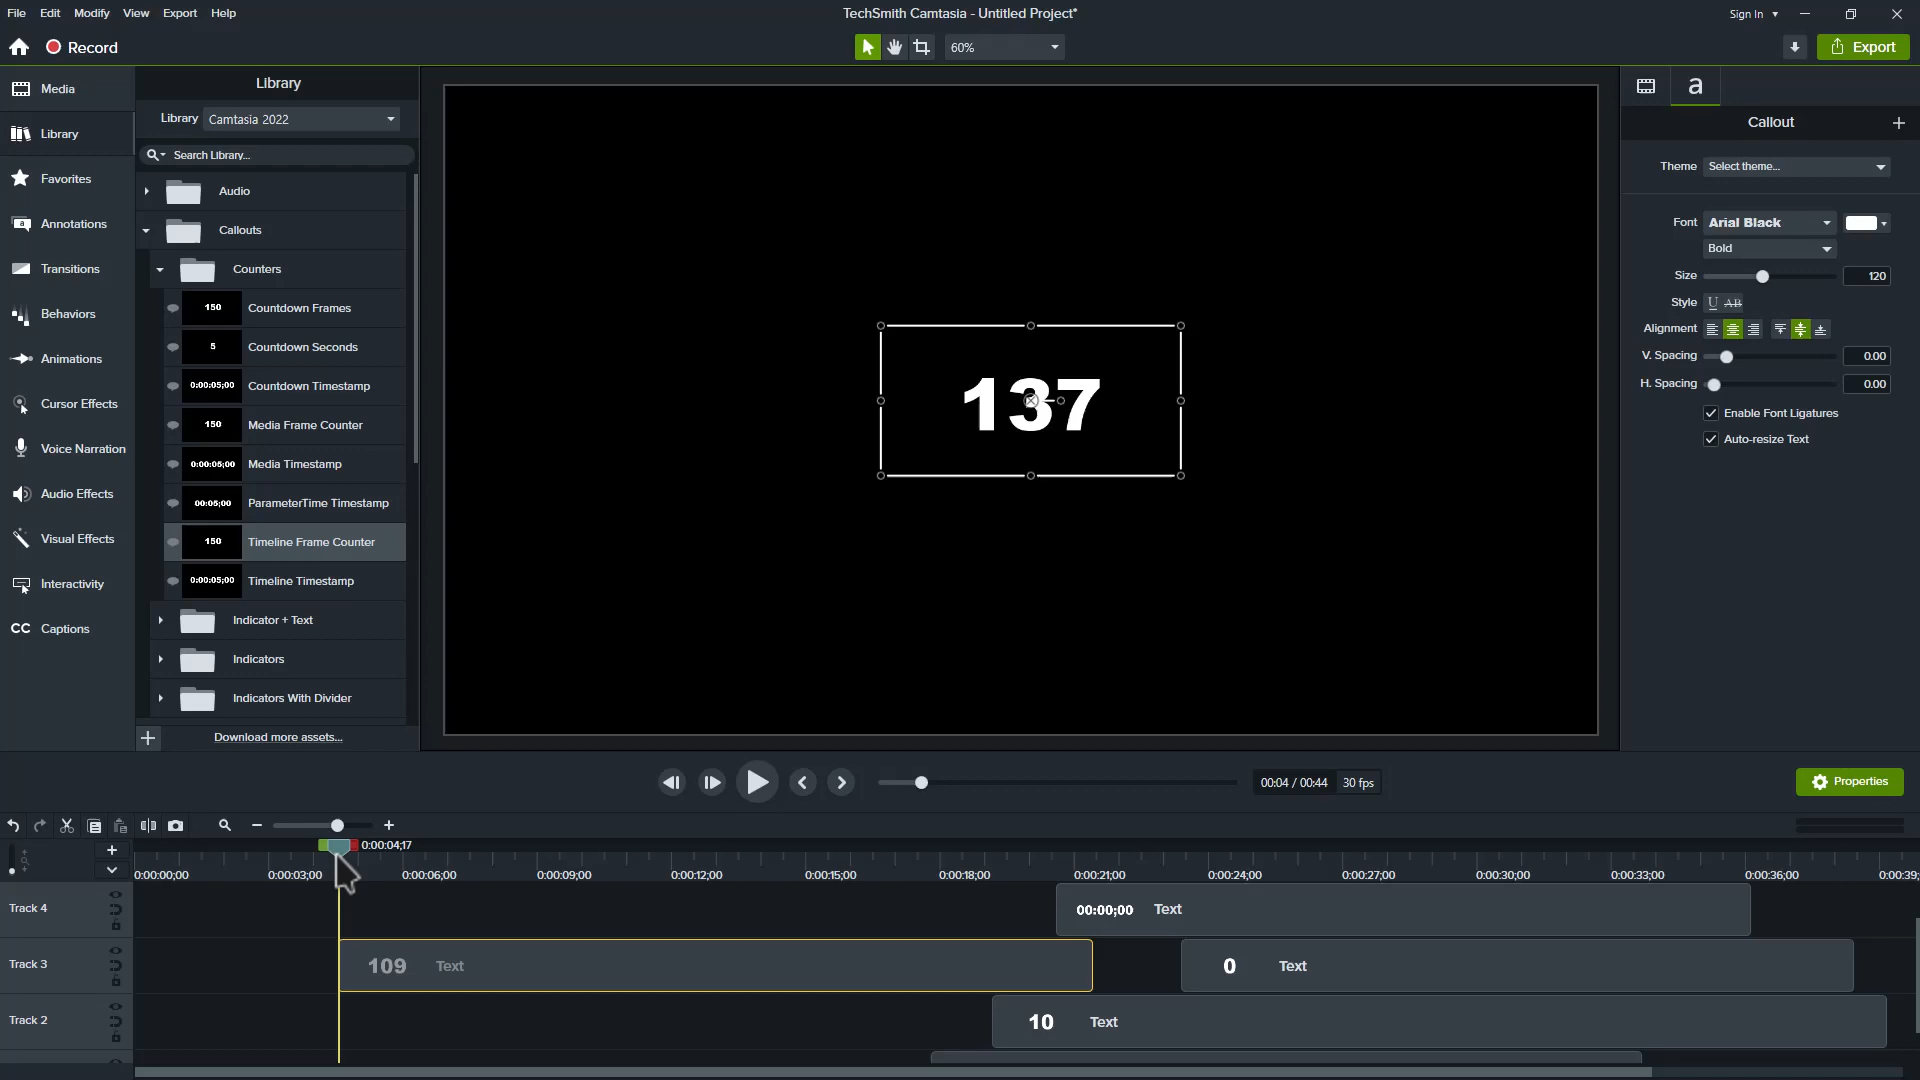 File Edit Modify View Export Help
TechSmith Camtasia - Untitled Project*
Sign In
Record
60%
Export
Media
Library
Favorites
Annotations
Transitions
Behaviors
Animations
Cursor Effects
Voice Narration
Audio Effects
Visual Effects
Interactivity
CC Captions
Library
Library Camtasia 2022
Search Library...
Audio
Callouts
Counters
150 Countdown Frames
5 Countdown Seconds
0:00:05;00 Countdown Timestamp
150 Media Frame Counter
0:00:05;00 Media Timestamp
00:05;00 ParameterTime Timestamp
150 Timeline Frame Counter
0:00:05;00 Timeline Timestamp
Indicator + Text
Indicators
Indicators With Divider
Download more assets...
137
a
Callout
Theme Select theme...
Font Arial Black
Bold
Size 120
Style U AB
Alignment
V. Spacing 0.00
H. Spacing 0.00
Enable Font Ligatures
Auto-resize Text
00:04 / 00:44 30 fps
Properties
0:00:04;17
0:00:00;00 0:00:03;00 0:00:06;00 0:00:09;00 0:00:12;00 0:00:15;00 0:00:18;00 0:00:21;00 0:00:24;00 0:00:27;00 0:00:30;00 0:00:33;00 0:00:36;00 0:00:39;
Track 4
00:00;00 Text
Track 3
109 Text
0 Text
Track 2
10 Text